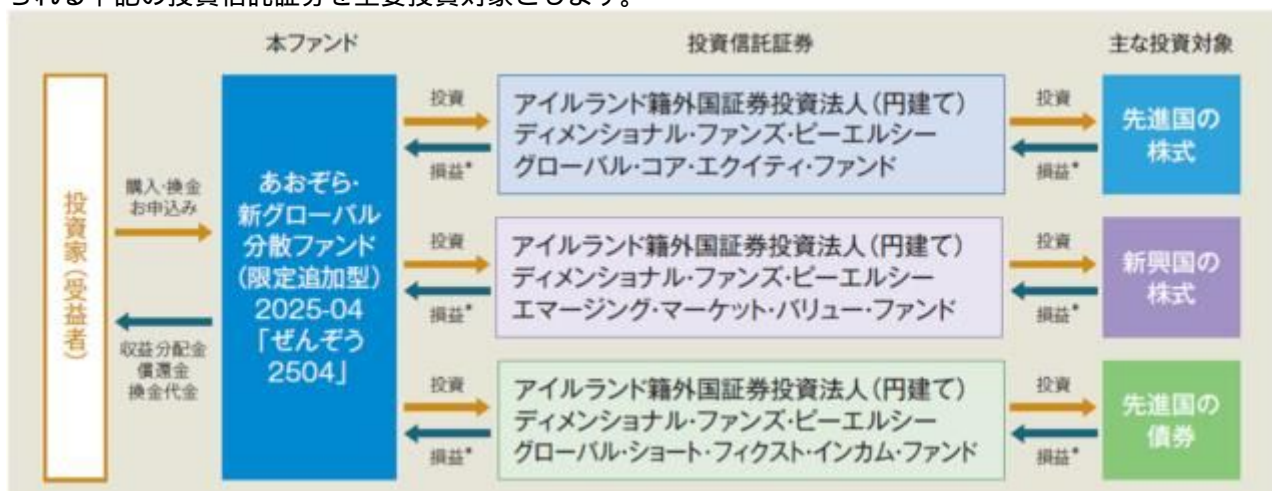 られる下記の投資信託証券を主要投資対象とします。
本ファンド
投資信託証券
主な投資対象
投資家(受益者)
購入・換金
お申込み
収益分配金
償還金
換金代金
あおぞら・
新グローバル
分散ファンド
(限定追加型)
2025-04
「ぜんぞう
2504」
投資
損益*
アイルランド籍外国証券投資法人(円建て)
ディメンショナル・ファンズ・ピーエルシー
グローバル・コア・エクイティ・ファンド
投資
損益*
先進国の
株式
投資
損益*
アイルランド籍外国証券投資法人(円建て)
ディメンショナル・ファンズ・ピーエルシー
エマージング・マーケット・バリュー・ファンド
投資
損益*
新興国の
株式
投資
損益*
アイルランド籍外国証券投資法人(円建て)
ディメンショナル・ファンズ・ピーエルシー
グローバル・ショート・フィクスト・インカム・ファンド
投資
損益*
先進国の
債券